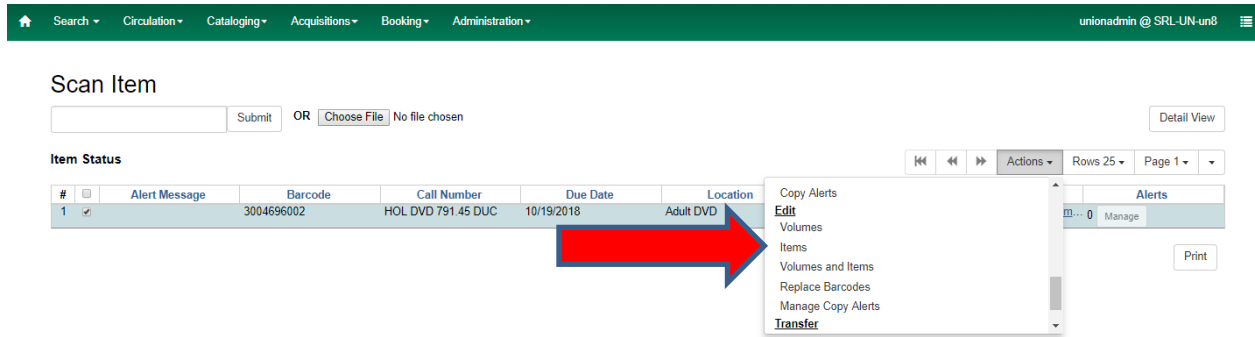 Search Circulation Cataloging Acquisitions Booking Administration unionadmin @ SRL-UN-un8
Scan Item
Submit OR Choose File No file chosen Detail View
Item Status Actions Rows 25 Page 1
# Alert Message Barcode Call Number Due Date Location Alerts
1 3004696002 HOL DVD 791.45 DUC 10/19/2018 Adult DVD m... 0 Manage
Copy Alerts
Edit
Volumes
Items
Volumes and Items
Replace Barcodes
Manage Copy Alerts
Transfer
Print